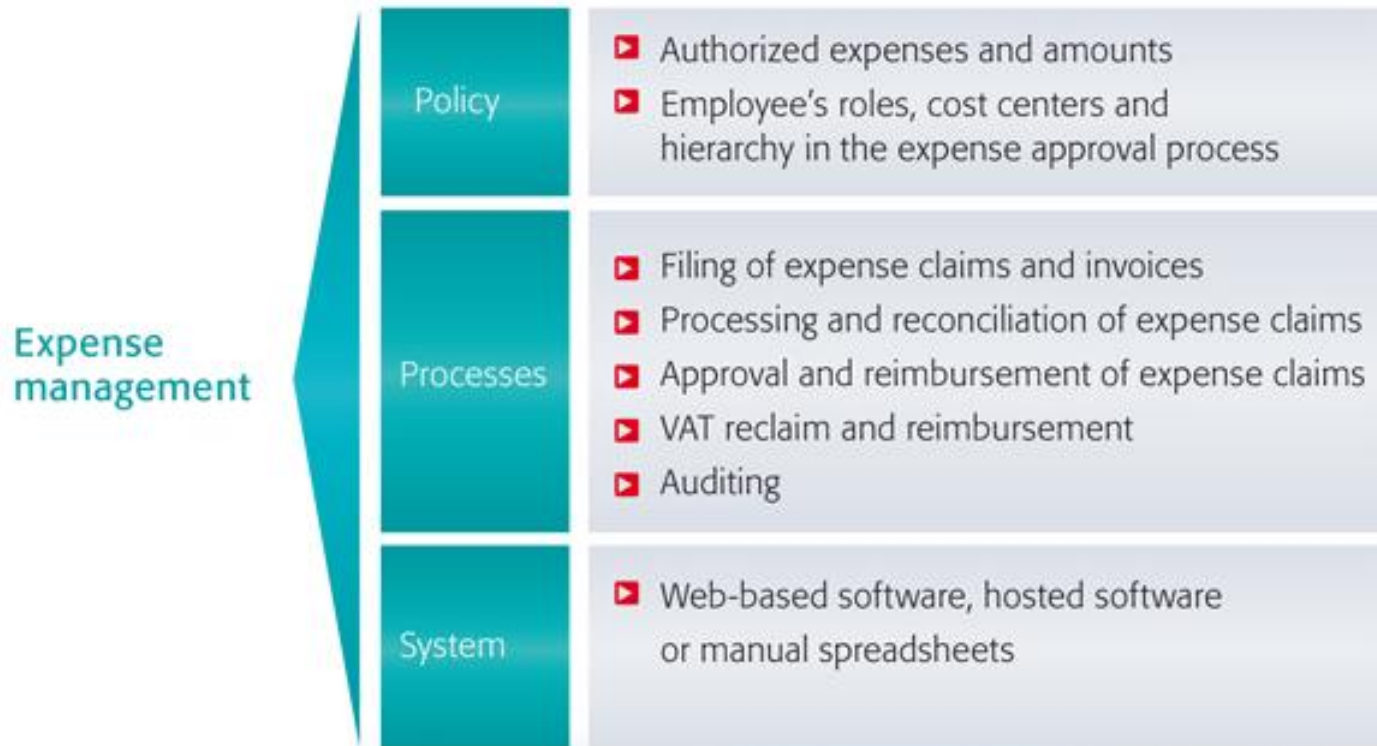 Expense
management
Policy
Authorized expenses and amounts
Employee's roles, cost centers and
hierarchy in the expense approval process
Processes
Filing of expense claims and invoices
Processing and reconciliation of expense claims
Approval and reimbursement of expense claims
VAT reclaim and reimbursement
Auditing
System
Web-based software, hosted software
or manual spreadsheets